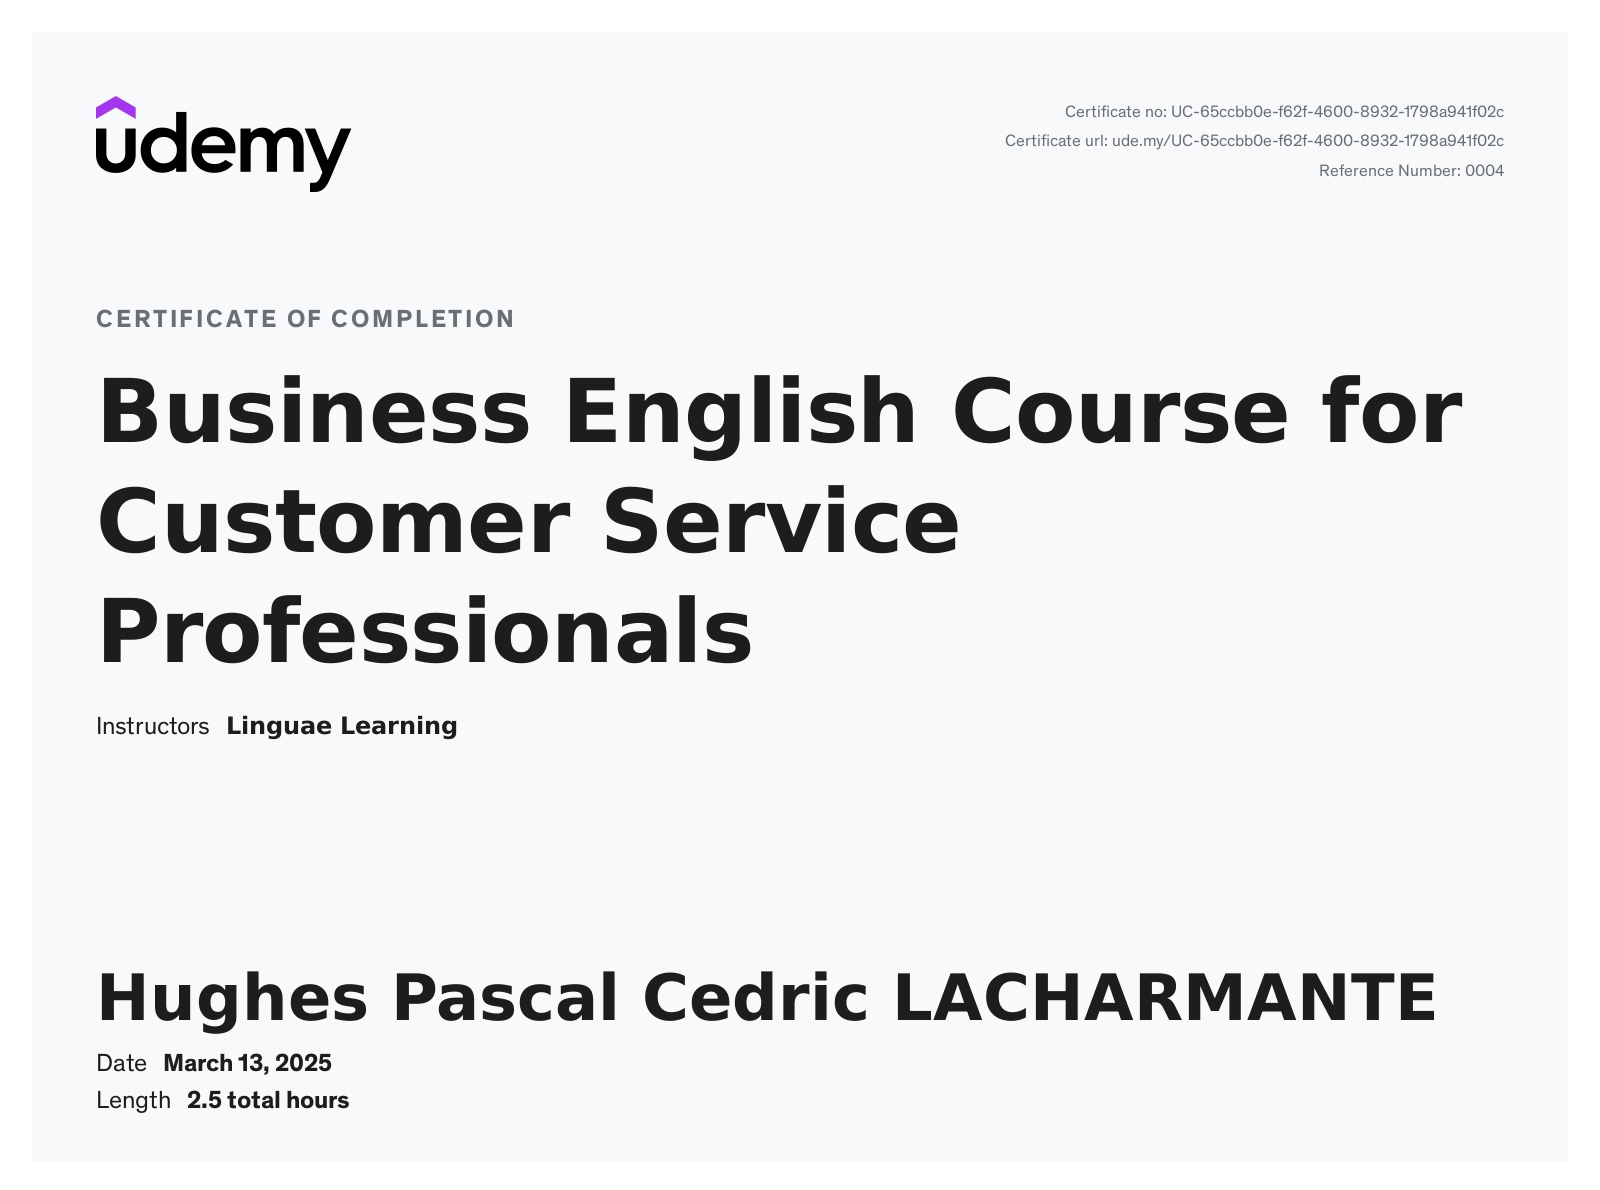 udemy
Certificate no: UC-65ccbb0e-f62f-4600-8932-1798a941f02c
Certificate url: ude.my/UC-65ccbb0e-f62f-4600-8932-1798a941f02c
Reference Number: 0004
CERTIFICATE OF COMPLETION
Business English Course for
Customer Service
Professionals
Instructors Linguae Learning
Hughes Pascal Cedric LACHARMANTE
Date March 13, 2025
Length 2.5 total hours